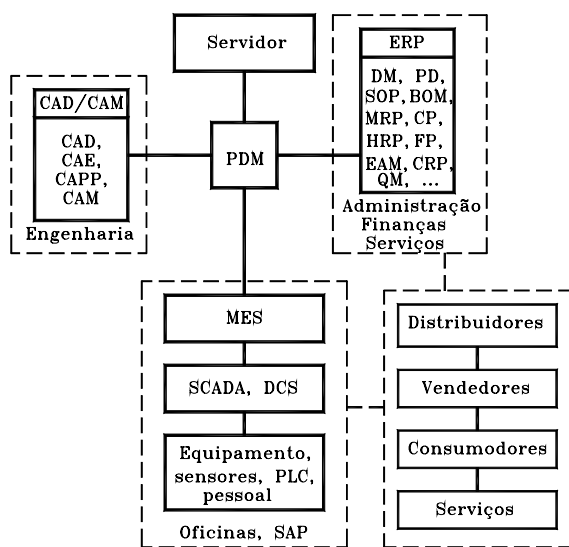 Servidor
ERP
DM, PD,
SOP, BOM,
MRP, CP,
HRP, FP,
EAM, CRP,
QM, ...
Administração
Finanças
Serviços
CAD/CAM
CAD,
CAE,
CAPP,
CAM
Engenharia
PDM
MES
SCADA, DCS
Equipamento,
sensores, PLC,
pessoal
Oficinas, SAP
Distribuidores
Vendedores
Consumodores
Serviços